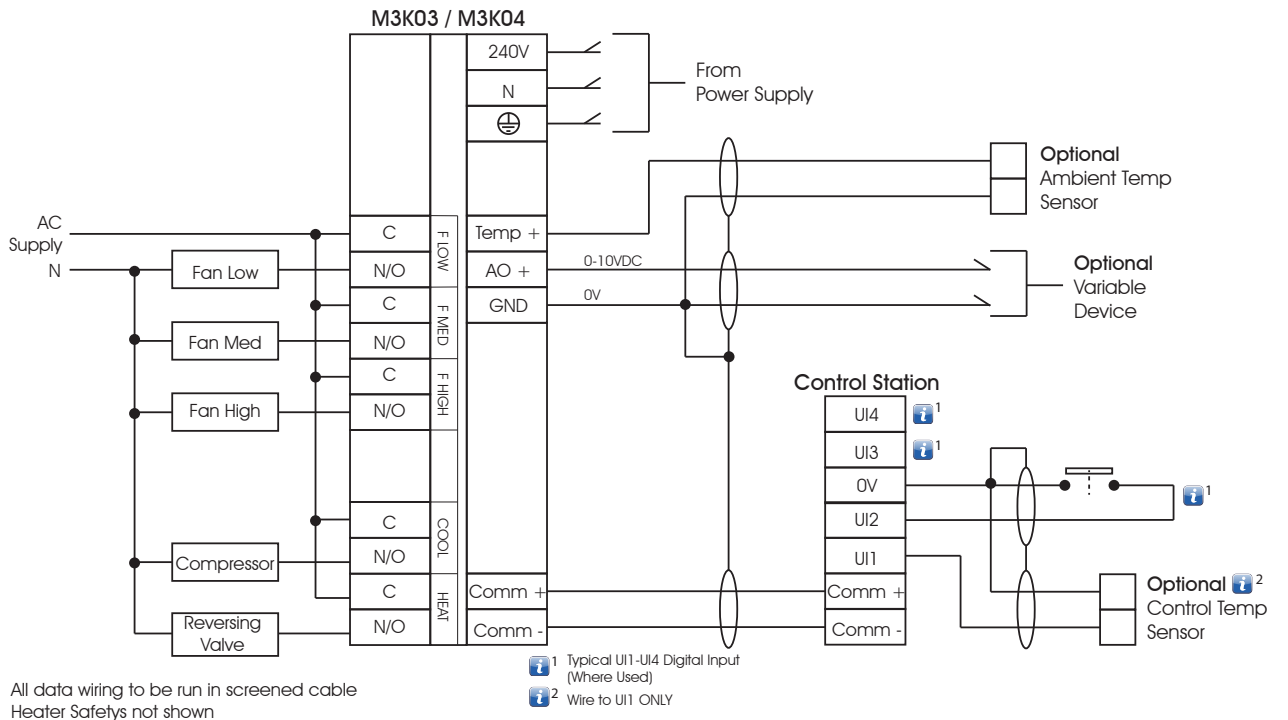 M3K03 / M3K04
240V
N
From
Power Supply
Optional
Ambient Temp
Sensor
AC
Supply
N
C
F LOW
Temp +
Fan Low
N/O
AO +
0-10VDC
Optional
Variable
Device
C
F MED
GND
0V
Fan Med
N/O
C
F HIGH
Fan High
N/O
Control Station
UI4
i 1
UI3
i 1
0V
UI2
i 1
UI1
C
COOL
Compressor
N/O
C
HEAT
Comm +
Comm +
Optional i 2
Control Temp
Sensor
Reversing
Valve
N/O
Comm -
Comm -
i 1 Typical UI1-UI4 Digital Input
(Where Used)
i 2 Wire to UI1 ONLY
All data wiring to be run in screened cable
Heater Safetys not shown